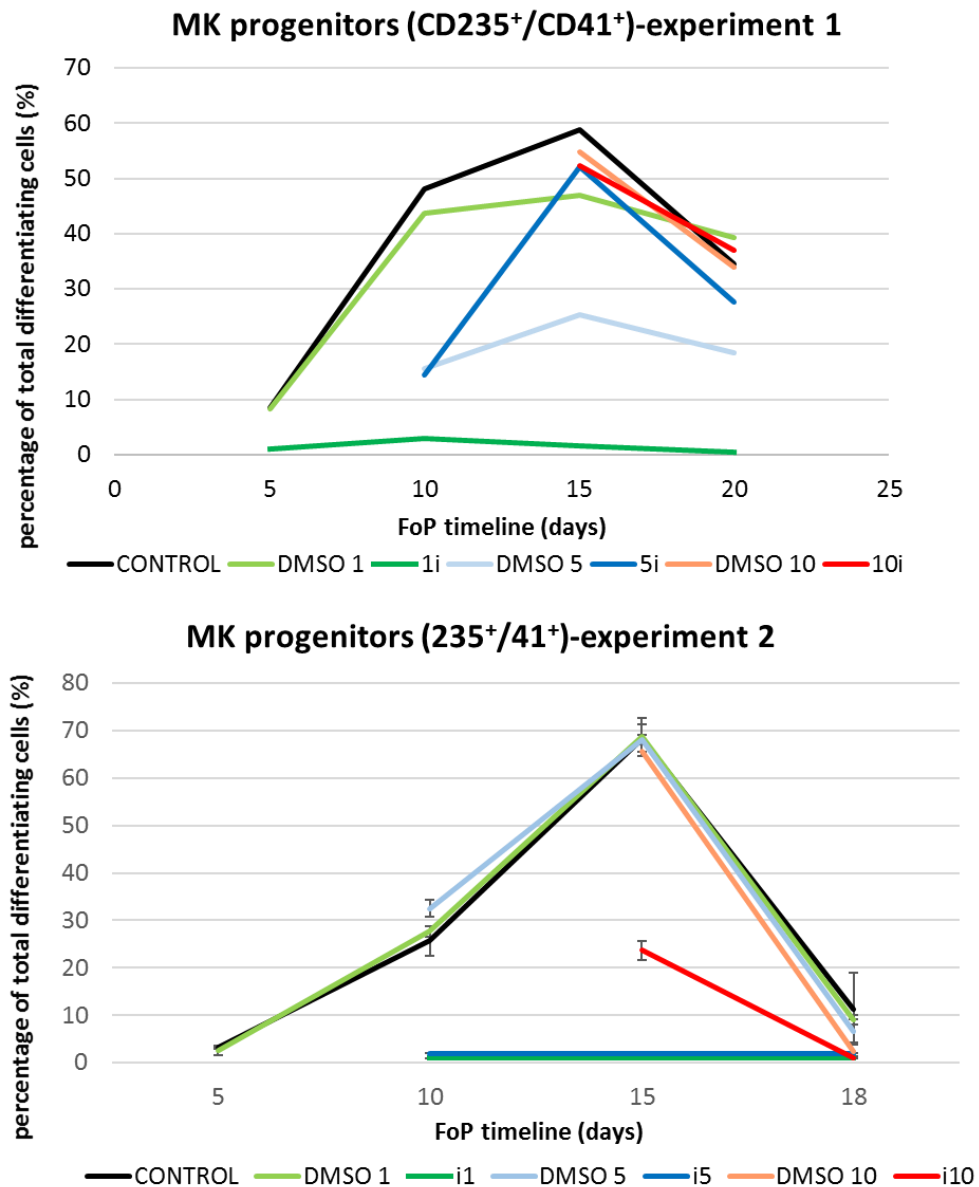 MK progenitors (CD235⁺/CD41⁺)-experiment 1
percentage of total differentiating cells (%)
70
60
50
40
30
20
10
0
0 5 10 15 20 25
FoP timeline (days)
CONTROL DMSO 1 1i DMSO 5 5i DMSO 10 10i
MK progenitors (235⁺/41⁺)-experiment 2
percentage of total differentiating cells (%)
80
70
60
50
40
30
20
10
0
5 10 15 18
FoP timeline (days)
CONTROL DMSO 1 i1 DMSO 5 i5 DMSO 10 i10